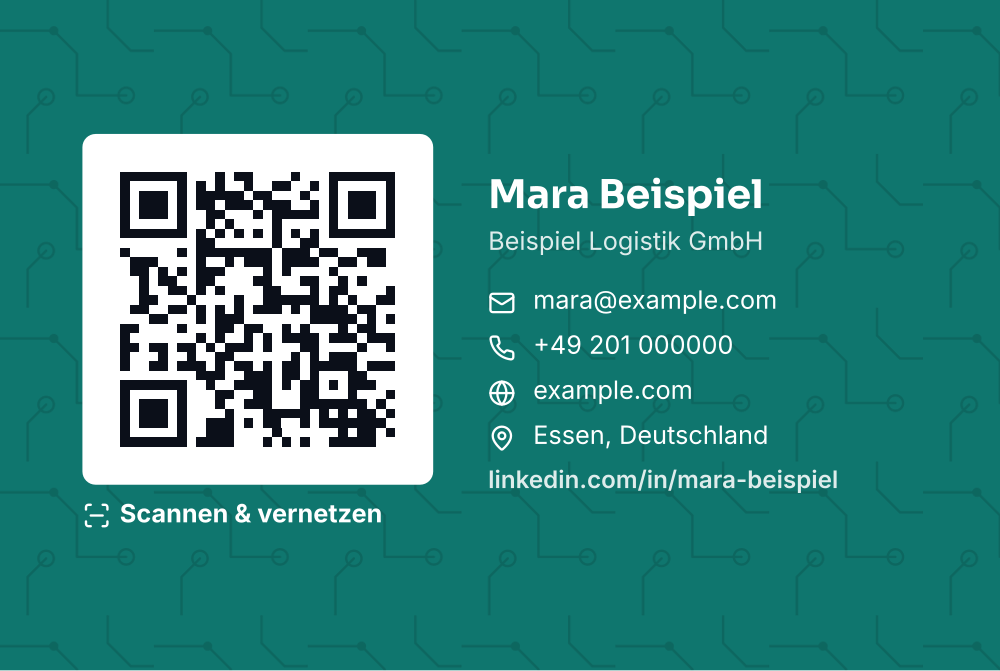 Mara Beispiel
Beispiel Logistik GmbH
mara@example.com
+49 201 000000
example.com
Essen, Deutschland
linkedin.com/in/mara-beispiel
Scannen & vernetzen